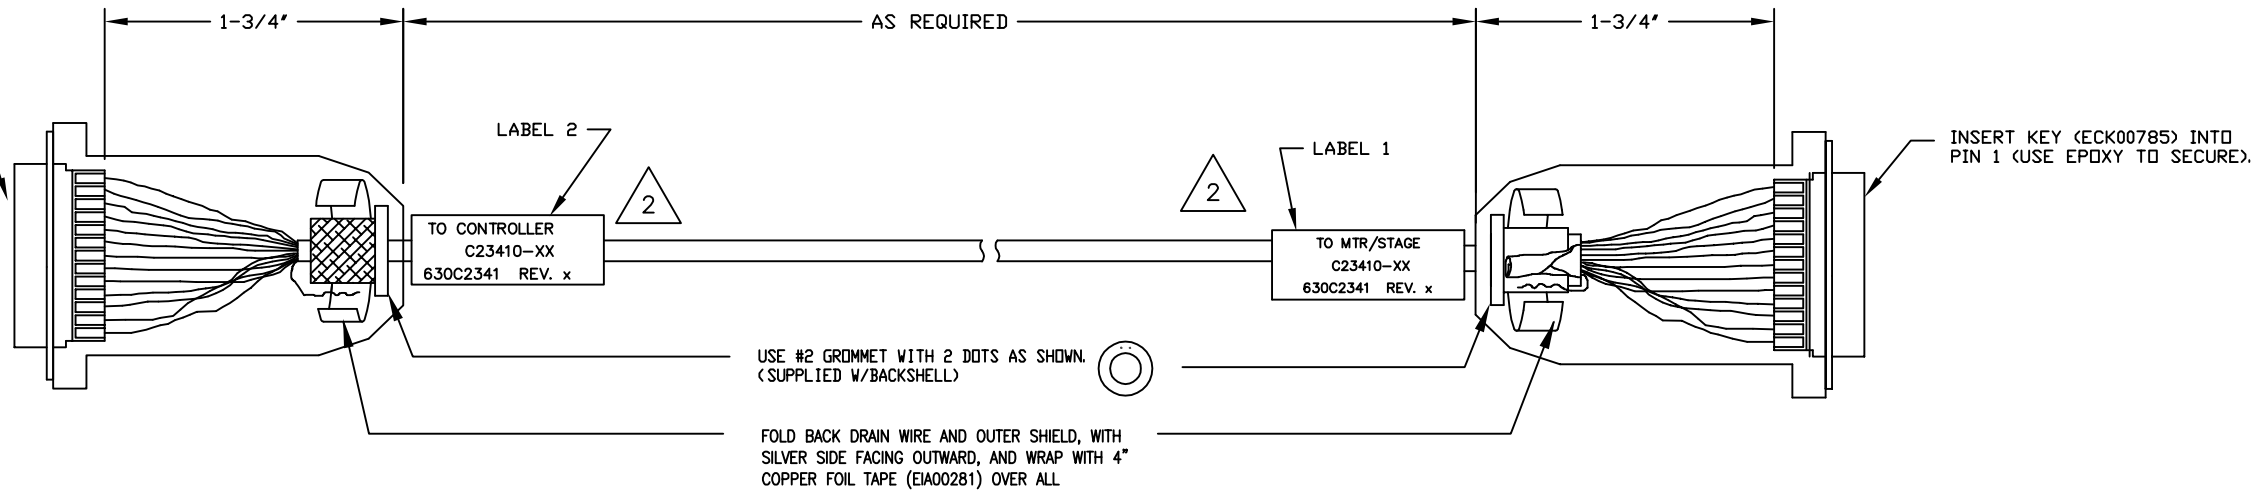 1-3/4"
AS REQUIRED
1-3/4"
LABEL 2
2
TO CONTROLLER
C23410-XX
630C2341 REV. x
2
LABEL 1
TO MTR/STAGE
C23410-XX
630C2341 REV. x
INSERT KEY (ECK00785) INTO
PIN 1 (USE EPOXY TO SECURE).
USE #2 GROMMET WITH 2 DOTS AS SHOWN.
(SUPPLIED W/BACKSHELL)
FOLD BACK DRAIN WIRE AND OUTER SHIELD, WITH
SILVER SIDE FACING OUTWARD, AND WRAP WITH 4"
COPPER FOIL TAPE (EIA00281) OVER ALL